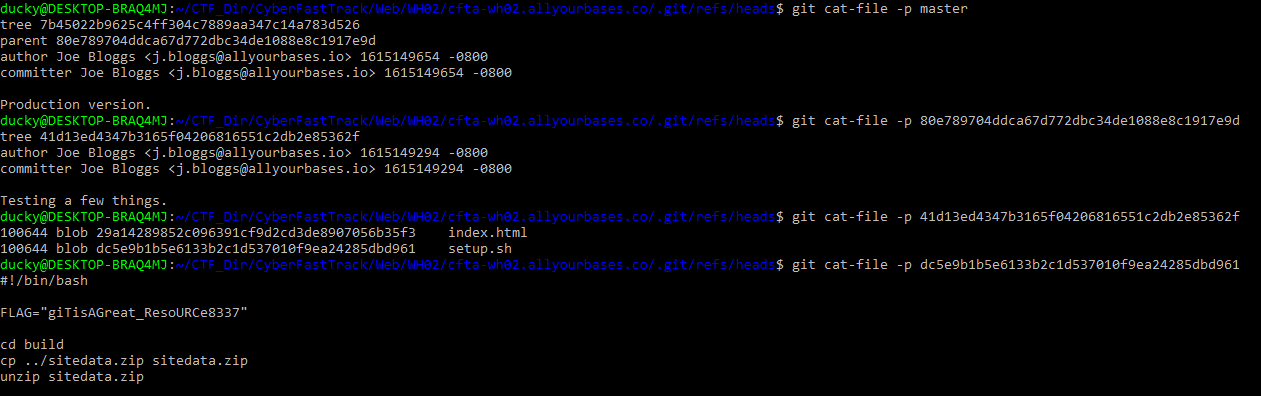 ducky@DESKTOP-BRAQ4MJ:~/CTF_Dir/CyberFastTrack/Web/WH02/cfta-wh02.allyourbases.co/.git/refs/heads$ git cat-file -p master
tree 7b45022b9625c4ff304c7889aa347c14a783d526
parent 80e789704ddca67d772dbc34de1088e8c1917e9d
author Joe Bloggs <j.bloggs@allyourbases.io> 1615149654 -0800
committer Joe Bloggs <j.bloggs@allyourbases.io> 1615149654 -0800
Production version.
ducky@DESKTOP-BRAQ4MJ:~/CTF_Dir/CyberFastTrack/Web/WH02/cfta-wh02.allyourbases.co/.git/refs/heads$ git cat-file -p 80e789704ddca67d772dbc34de1088e8c1917e9d
tree 41d13ed4347b3165f04206816551c2db2e85362f
author Joe Bloggs <j.bloggs@allyourbases.io> 1615149294 -0800
committer Joe Bloggs <j.bloggs@allyourbases.io> 1615149294 -0800
Testing a few things.
ducky@DESKTOP-BRAQ4MJ:~/CTF_Dir/CyberFastTrack/Web/WH02/cfta-wh02.allyourbases.co/.git/refs/heads$ git cat-file -p 41d13ed4347b3165f04206816551c2db2e85362f
100644 blob 29a14289852c096391cf9d2cd3de8907056b35f3    index.html
100644 blob dc5e9b1b5e6133b2c1d537010f9ea24285dbd961    setup.sh
ducky@DESKTOP-BRAQ4MJ:~/CTF_Dir/CyberFastTrack/Web/WH02/cfta-wh02.allyourbases.co/.git/refs/heads$ git cat-file -p dc5e9b1b5e6133b2c1d537010f9ea24285dbd961
#!/bin/bash
FLAG="giTisAGreat_ResoURCe8337"
cd build
cp ../sitedata.zip sitedata.zip
unzip sitedata.zip